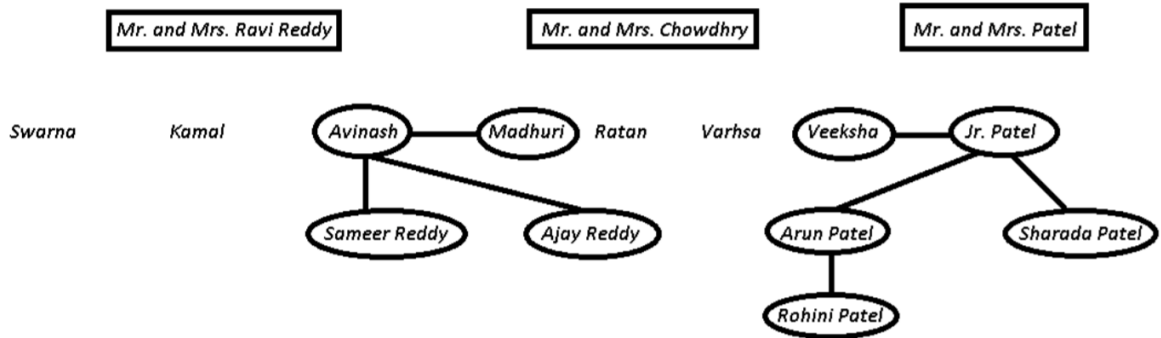 Mr. and Mrs. Ravi Reddy Mr. and Mrs. Chowdhry Mr. and Mrs. Patel
Swarna Kamal Avinash Madhuri Ratan Varhsa Veeksha Jr. Patel
Sameer Reddy Ajay Reddy Arun Patel Sharada Patel
Rohini Patel